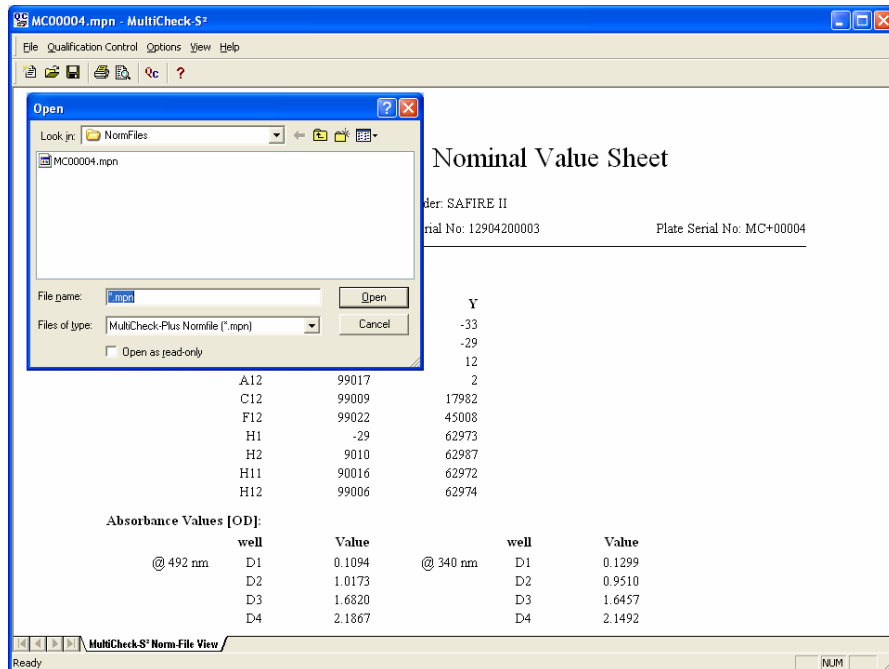 MC00004.mpn - MultiCheck-S²
File Qualification Control Options View Help
Qc ?
Open
Look in: NormFiles
MC00004.mpn
File name: *.mpn Open
Files of type: MultiCheck-Plus Normfile (*.mpn) Cancel
Open as read-only
Nominal Value Sheet
der: SAFIRE II
rial No: 12904200003 Plate Serial No: MC+00004
Y
-33
-29
12
A12 99017 2
C12 99009 17982
F12 99022 45008
H1 -29 62973
H2 9010 62987
H11 90016 62972
H12 99006 62974
Absorbance Values [OD]:
well Value well Value
@ 492 nm D1 0.1094 @ 340 nm D1 0.1299
D2 1.0173 D2 0.9510
D3 1.6820 D3 1.6457
D4 2.1867 D4 2.1492
MultiCheck-S² Norm-File View
Ready NUM